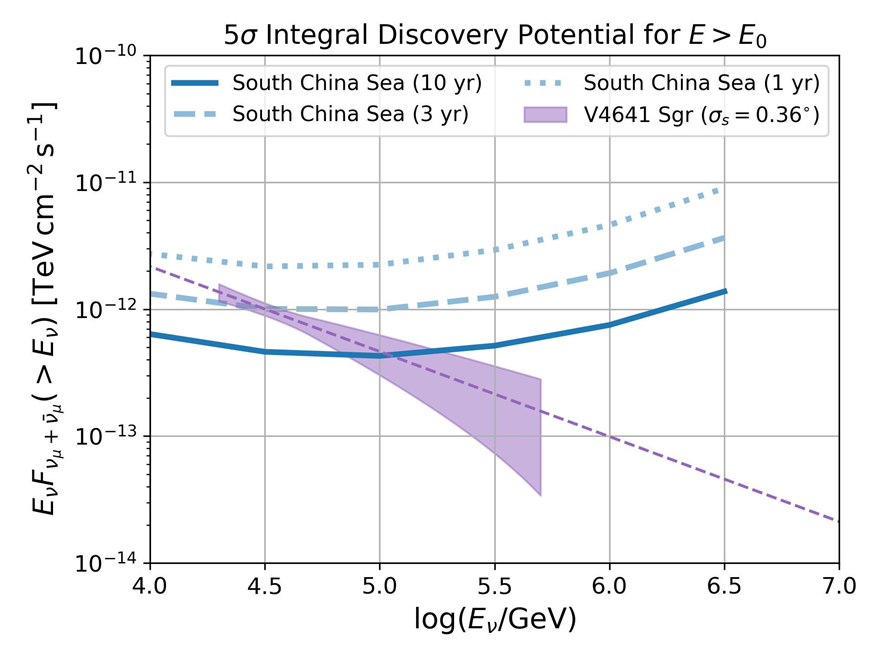 5σ Integral Discovery Potential for E > E₀
South China Sea (10 yr)
South China Sea (3 yr)
South China Sea (1 yr)
V4641 Sgr (σₛ = 0.36°)
E_ν F_{ν_μ + ν̄_μ}(> E_ν) [TeV cm⁻² s⁻¹]
10⁻¹⁰
10⁻¹¹
10⁻¹²
10⁻¹³
10⁻¹⁴
4.0 4.5 5.0 5.5 6.0 6.5 7.0
log(E_ν/GeV)